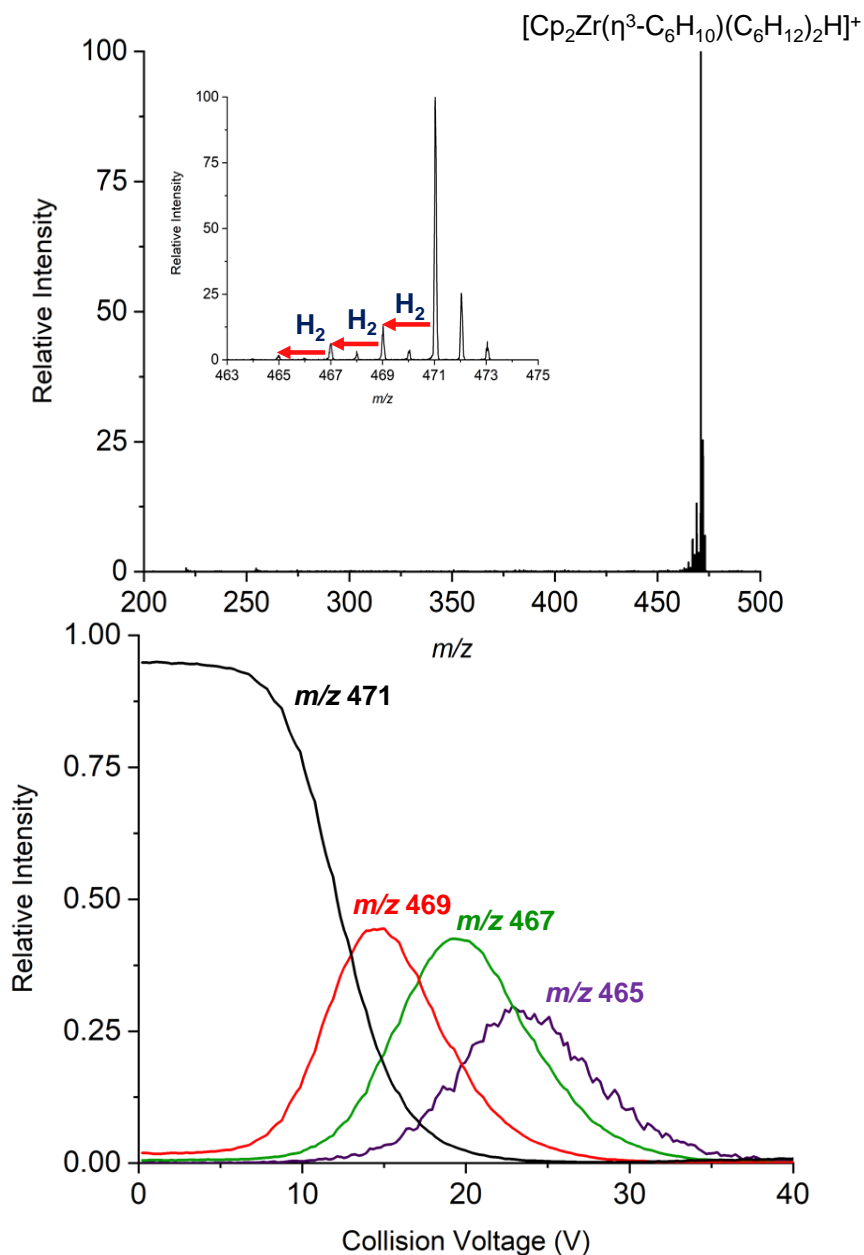 [Cp₂Zr(η³-C₆H₁₀)(C₆H₁₂)₂H]⁺
100
75
50
25
0
Relative Intensity
200 250 300 350 400 450 500
m/z
100
75
50
25
0
Relative Intensity
H₂ H₂ H₂
463 465 467 469 471 473 475
m/z
1.00
0.75
0.50
0.25
0.00
Relative Intensity
m/z 471
m/z 469
m/z 467
m/z 465
0 10 20 30 40
Collision Voltage (V)